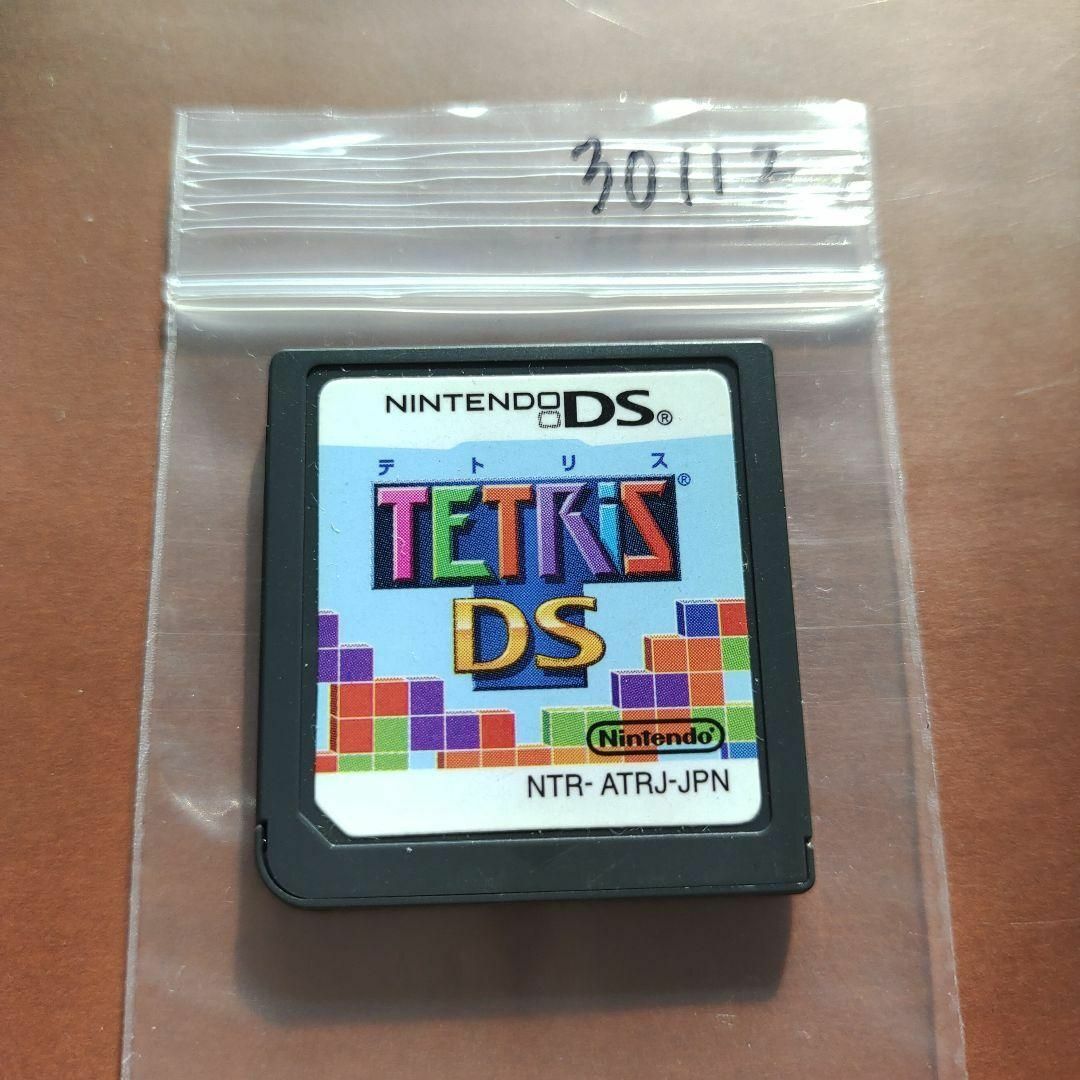 30112
NINTENDO DS®
テトリス
TETRiS®
DS
Nintendo®
NTR- ATRJ-JPN